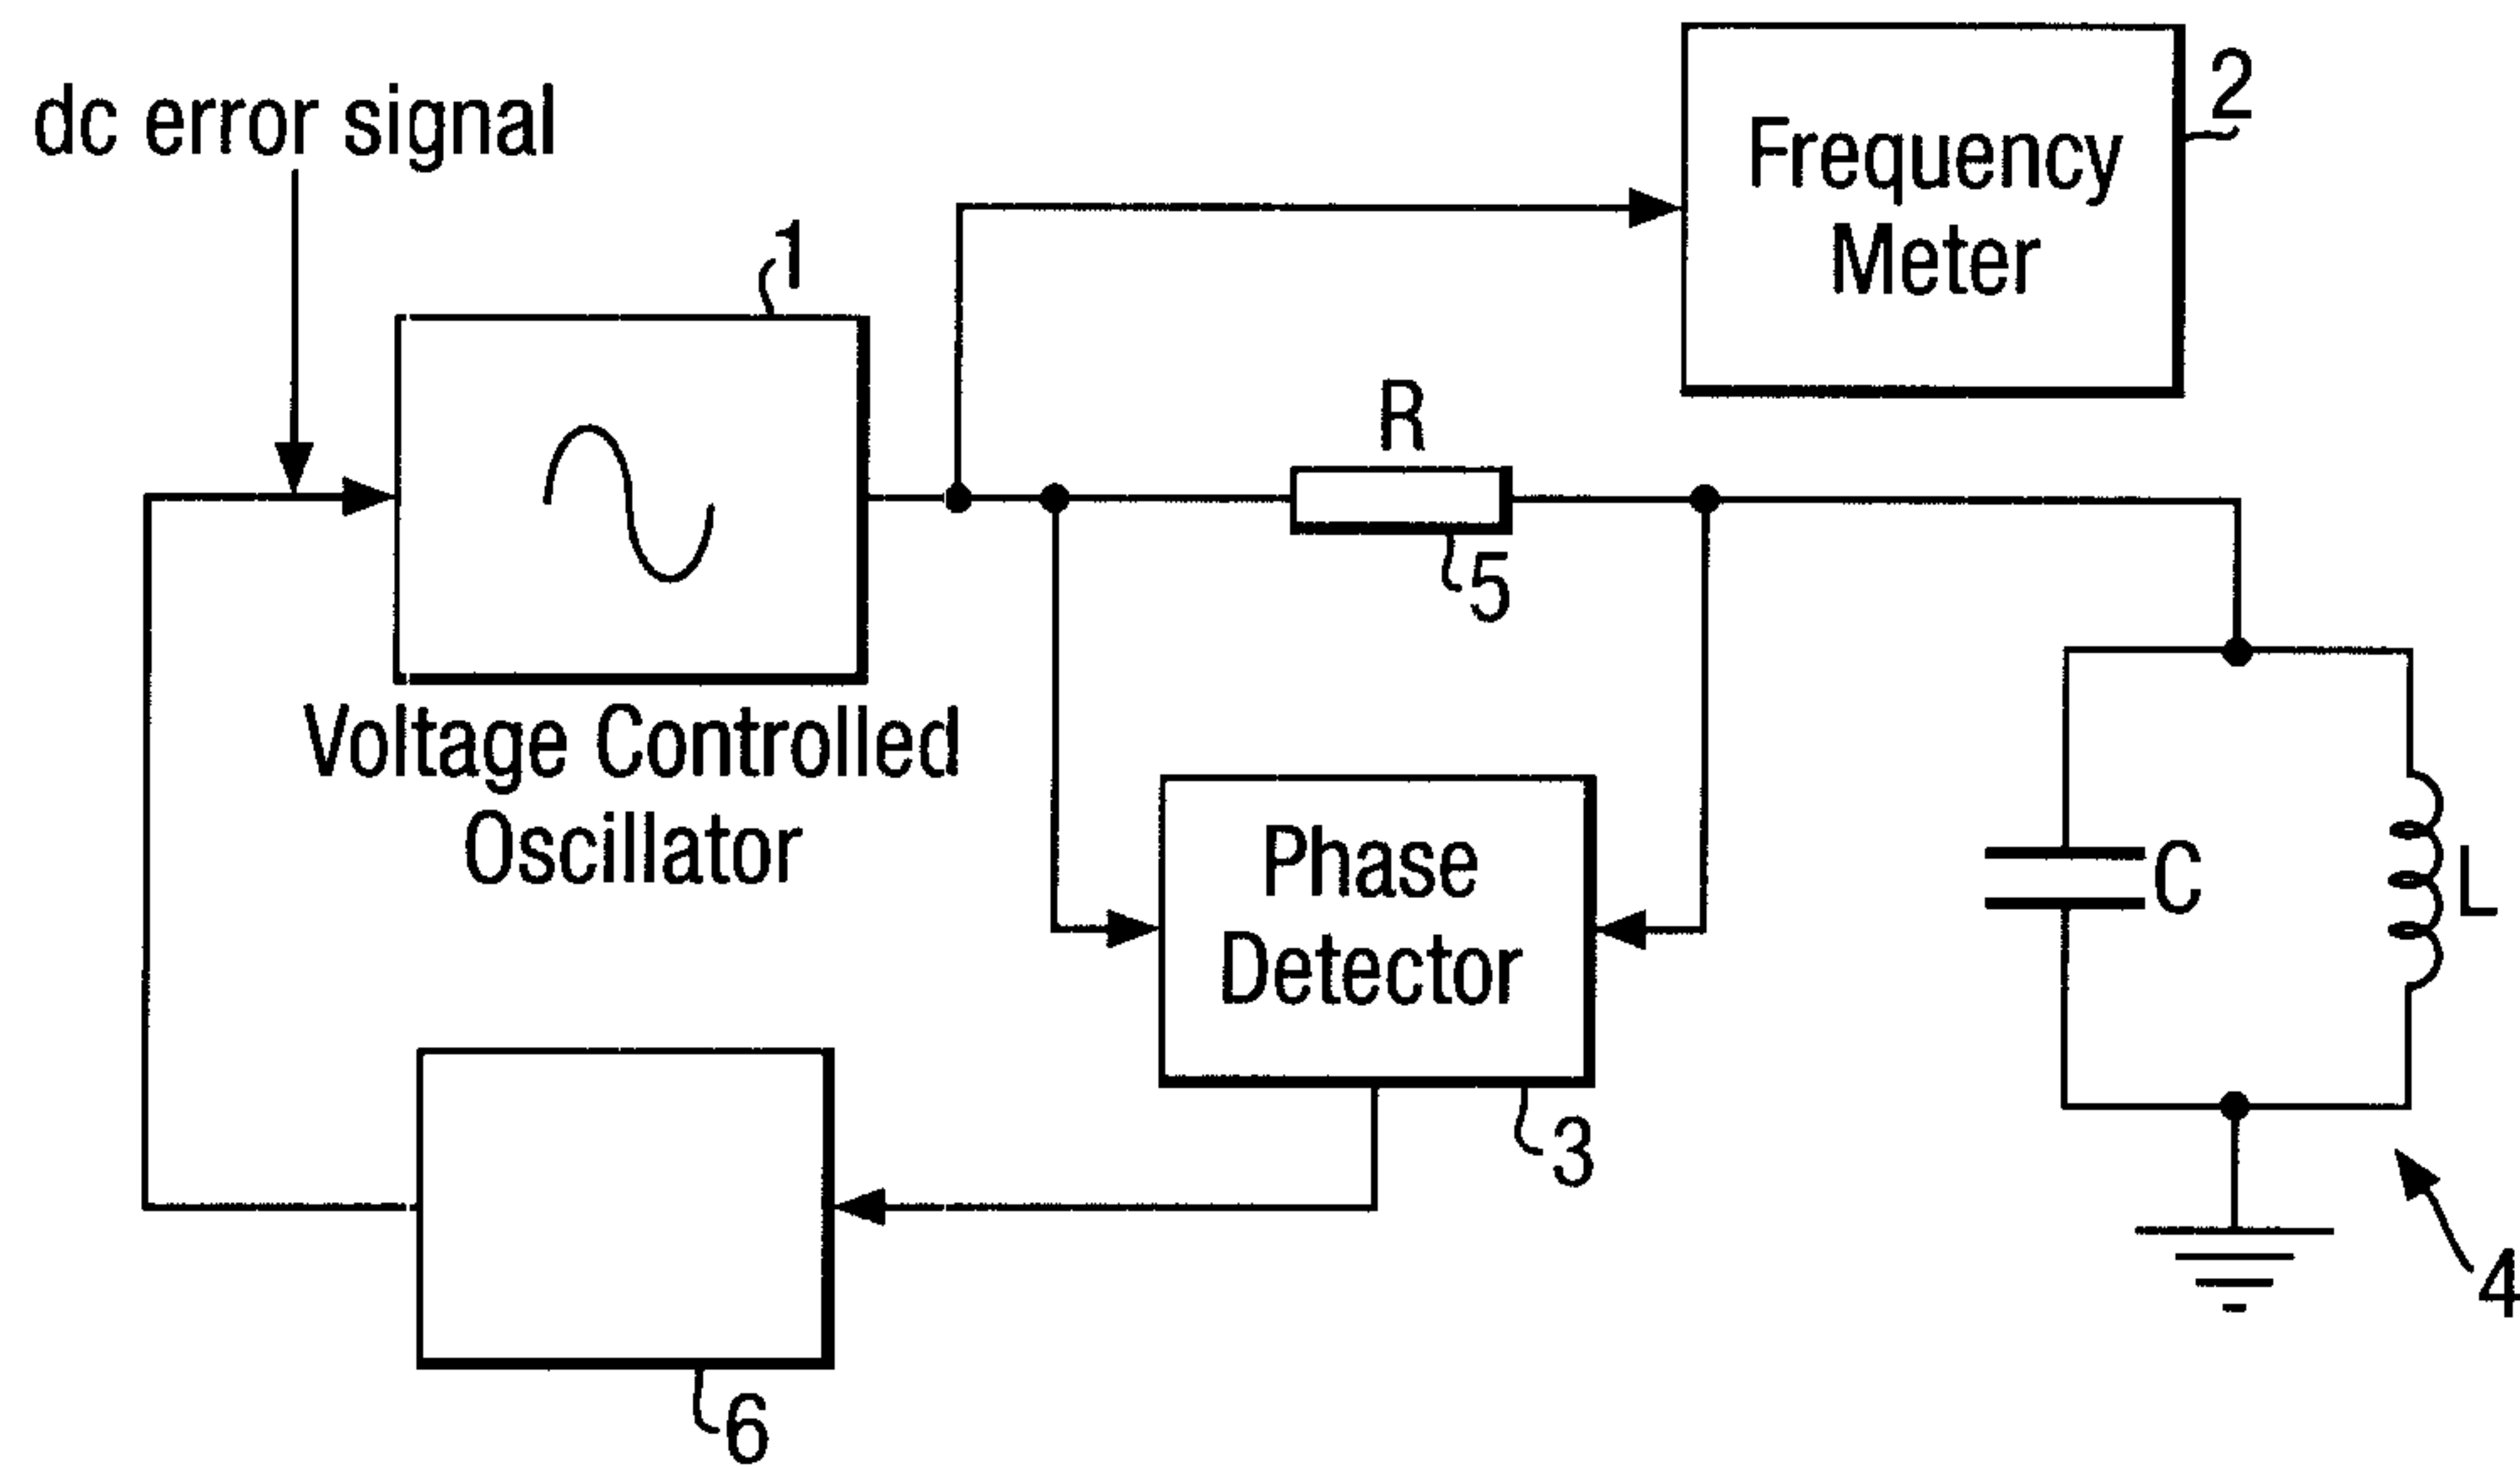 dc error signal
1
2
Frequency
Meter
R
5
Voltage Controlled
Oscillator
Phase
Detector
C
L
3
4
6